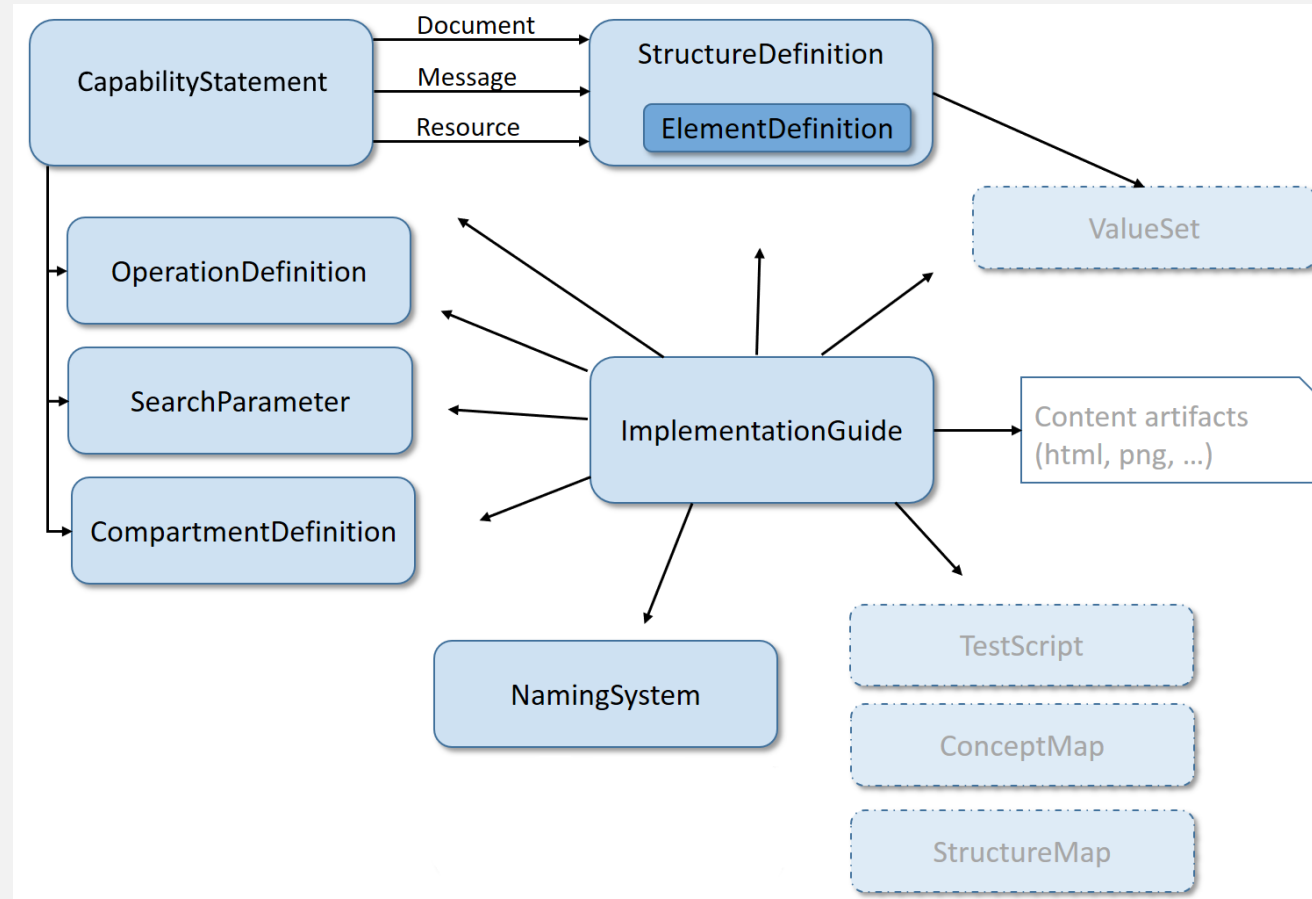 Document
CapabilityStatement
StructureDefinition
Message
Resource
ElementDefinition
ValueSet
OperationDefinition
SearchParameter
ImplementationGuide
Content artifacts
(html, png, ...)
CompartmentDefinition
NamingSystem
TestScript
ConceptMap
StructureMap